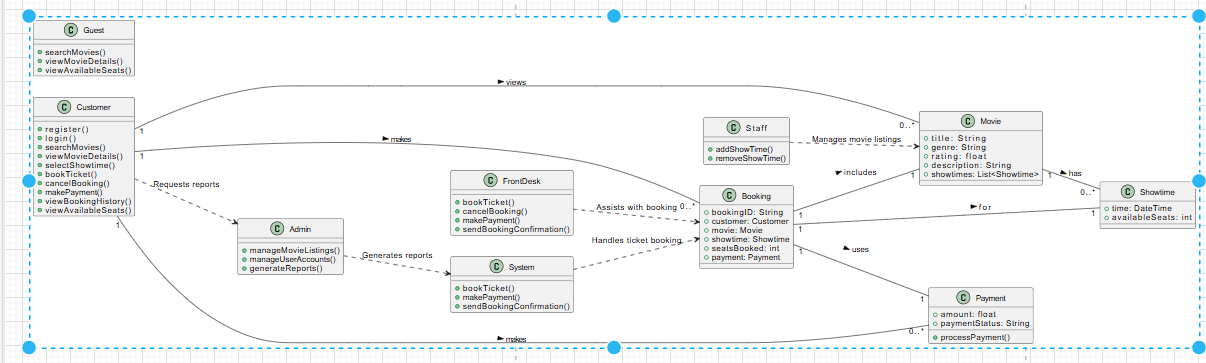 C Guest
searchMovies()
viewMovieDetails()
viewAvailableSeats()
views
C Customer
register()
login()
searchMovies()
viewMovieDetails()
selectShowtime()
bookTicket()
cancelBooking()
makePayment()
viewBookingHistory()
viewAvailableSeats()
1
1
1
makes
0..*
C Movie
title: String
genre: String
rating: float
description: String
showtimes: List<Showtime>
C Staff
addShowTime()
removeShowTime()
Manages movie listings
includes
1
1
has
0..*
C Showtime
time: DateTime
availableSeats: int
C FrontDesk
bookTicket()
cancelBooking()
makePayment()
sendBookingConfirmation()
Requests reports
Assists with booking
0..*
C Booking
bookingID: String
customer: Customer
movie: Movie
showtime: Showtime
seatsBooked: int
payment: Payment
1
1
1
for
1
C Admin
manageMovieListings()
manageUserAccounts()
generateReports()
Handles ticket booking
Generates reports
uses
C System
bookTicket()
makePayment()
sendBookingConfirmation()
1
C Payment
amount: float
paymentStatus: String
processPayment()
0..*
makes